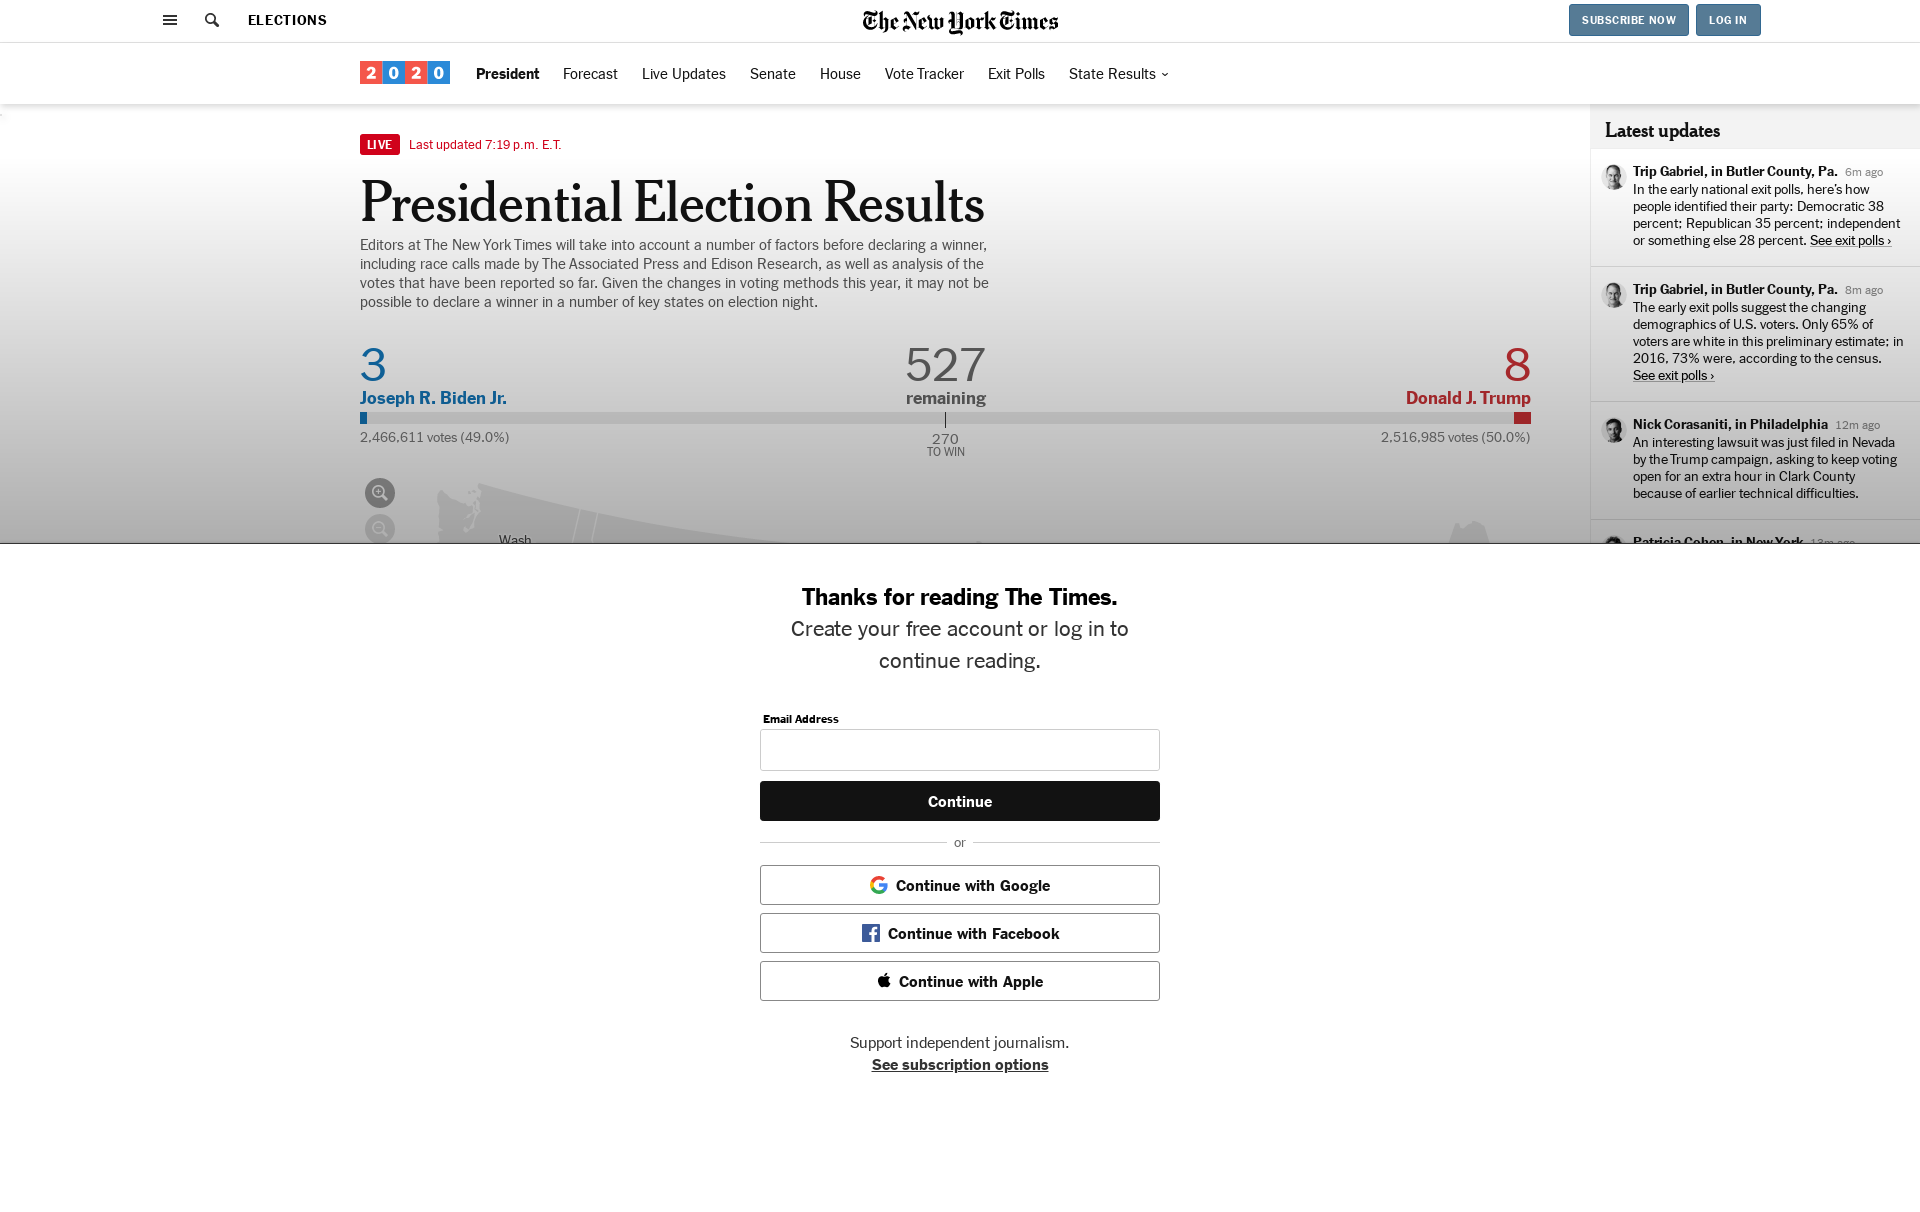 ELECTIONS
The New York Times
SUBSCRIBE NOW
LOG IN
2020
President
Forecast
Live Updates
Senate
House
Vote Tracker
Exit Polls
State Results
LIVE
Last updated 7:19 p.m. E.T.
Presidential Election Results
Editors at The New York Times will take into account a number of factors before declaring a winner,
including race calls made by The Associated Press and Edison Research, as well as analysis of the
votes that have been reported so far. Given the changes in voting methods this year, it may not be
possible to declare a winner in a number of key states on election night.
3
527
8
Joseph R. Biden Jr.
remaining
Donald J. Trump
2,466,611 votes (49.0%)
270
TO WIN
2,516,985 votes (50.0%)
Wash.
Latest updates
Trip Gabriel, in Butler County, Pa. 6m ago
In the early national exit polls, here’s how
people identified their party: Democratic 38
percent; Republican 35 percent; independent
or something else 28 percent. See exit polls ›
Trip Gabriel, in Butler County, Pa. 8m ago
The early exit polls suggest the changing
demographics of U.S. voters. Only 65% of
voters are white in this preliminary estimate; in
2016, 73% were, according to the census.
See exit polls ›
Nick Corasaniti, in Philadelphia 12m ago
An interesting lawsuit was just filed in Nevada
by the Trump campaign, asking to keep voting
open for an extra hour in Clark County
because of earlier technical difficulties.
Patricia Cohen, in New York 13m ago
Thanks for reading The Times.
Create your free account or log in to
continue reading.
Email Address
Continue
or
Continue with Google
Continue with Facebook
Continue with Apple
Support independent journalism.
See subscription options